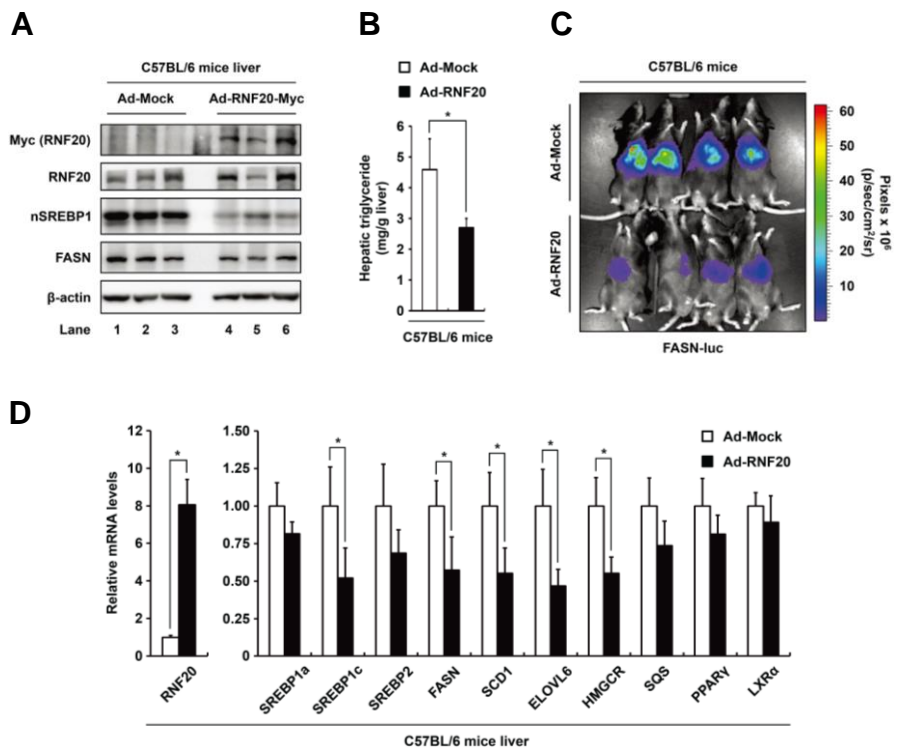 A
C57BL/6 mice liver
Ad-Mock Ad-RNF20-Myc
Myc (RNF20)
RNF20
nSREBP1
FASN
β-actin
Lane 1 2 3 4 5 6
B
Ad-Mock
Ad-RNF20
Hepatic triglyceride
(mg/g liver)
6
5
4
3
2
1
0
*
C57BL/6 mice
C
C57BL/6 mice
Ad-Mock
Ad-RNF20
60
50
40
30
20
10
Pixels x 10⁶
(p/sec/cm²/sr)
FASN-luc
D
Relative mRNA levels
12
10
8
6
4
2
0
*
RNF20
1.50
1.25
1.00
0.75
0.50
0.25
0
* * * * *
Ad-Mock
Ad-RNF20
SREBP1a SREBP1c SREBP2 FASN SCD1 ELOVL6 HMGCR SQS PPARγ LXRα
C57BL/6 mice liver